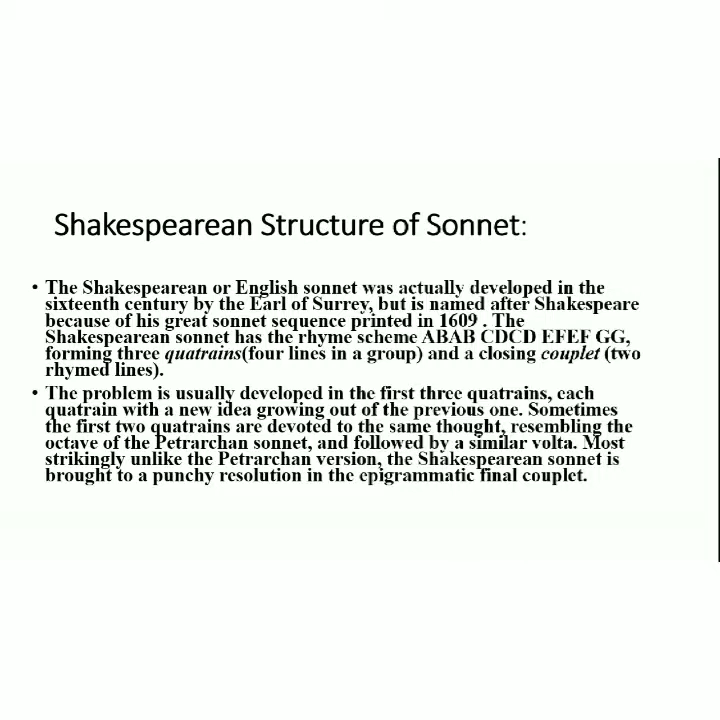 Shakespearean Structure of Sonnet:
• The Shakespearean or English sonnet was actually developed in the
sixteenth century by the Earl of Surrey, but is named after Shakespeare
because of his great sonnet sequence printed in 1609 . The
Shakespearean sonnet has the rhyme scheme ABAB CDCD EFEF GG,
forming three quatrains(four lines in a group) and a closing couplet (two
rhymed lines).
• The problem is usually developed in the first three quatrains, each
quatrain with a new idea growing out of the previous one. Sometimes
the first two quatrains are devoted to the same thought, resembling the
octave of the Petrarchan sonnet, and followed by a similar volta. Most
strikingly unlike the Petrarchan version, the Shakespearean sonnet is
brought to a punchy resolution in the epigrammatic final couplet.